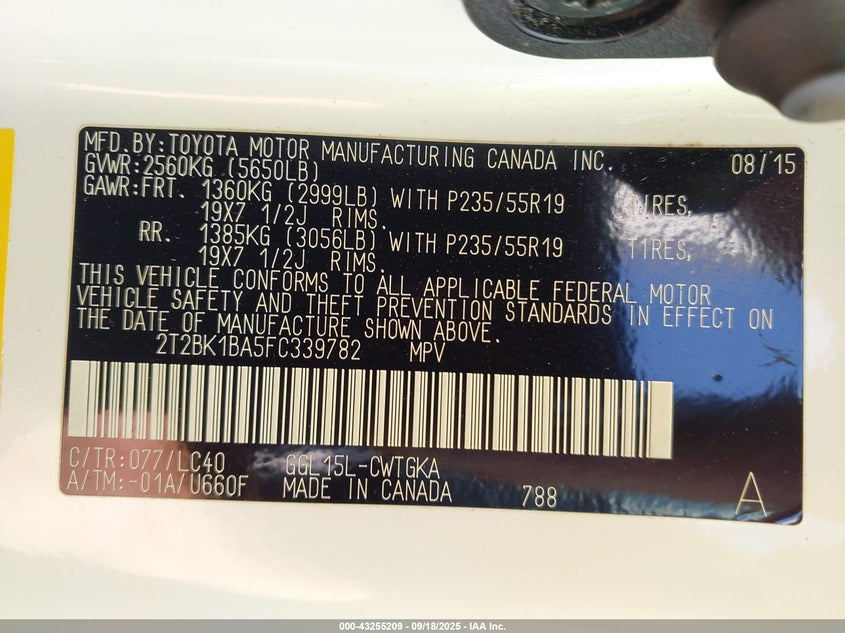 MFD.BY:TOYOTA MOTOR MANUFACTURING CANADA INC. 08/15
GVWR:2560KG (5650LB)
GAWR:FRT. 1360KG (2999LB) WITH P235/55R19 TIRES,
19X7 1/2J RIMS.
RR. 1385KG (3056LB) WITH P235/55R19 TIRES,
19X7 1/2J RIMS.
THIS VEHICLE CONFORMS TO ALL APPLICABLE FEDERAL MOTOR
VEHICLE SAFETY AND THEFT PREVENTION STANDARDS IN EFFECT ON
THE DATE OF MANUFACTURE SHOWN ABOVE.
2T2BK1BA5FC339782 MPV
C/TR:077/LC40 GGL15L-CWTGKA
A/TM:-01A/U660F MADE IN CANADA 788 A
000-43255209 - 09/18/2025 - IAA Inc.